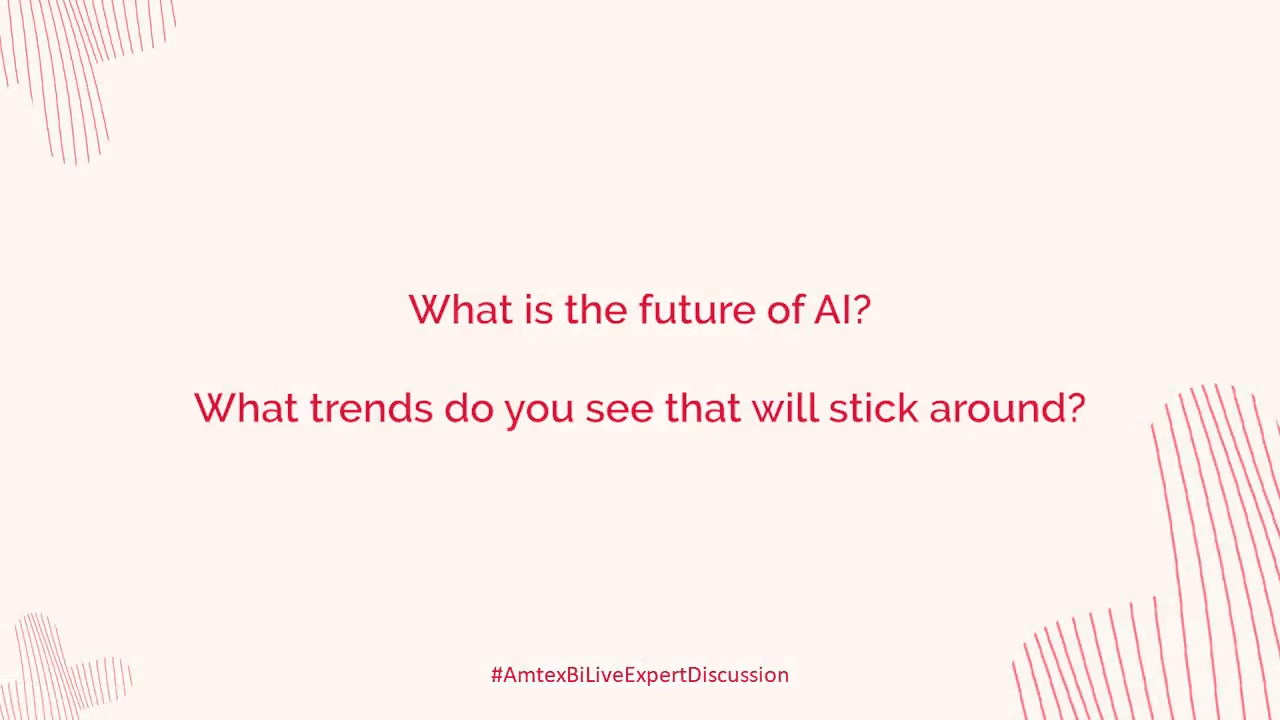 What is the future of AI?
What trends do you see that will stick around?
#AmtexBiLiveExpertDiscussion